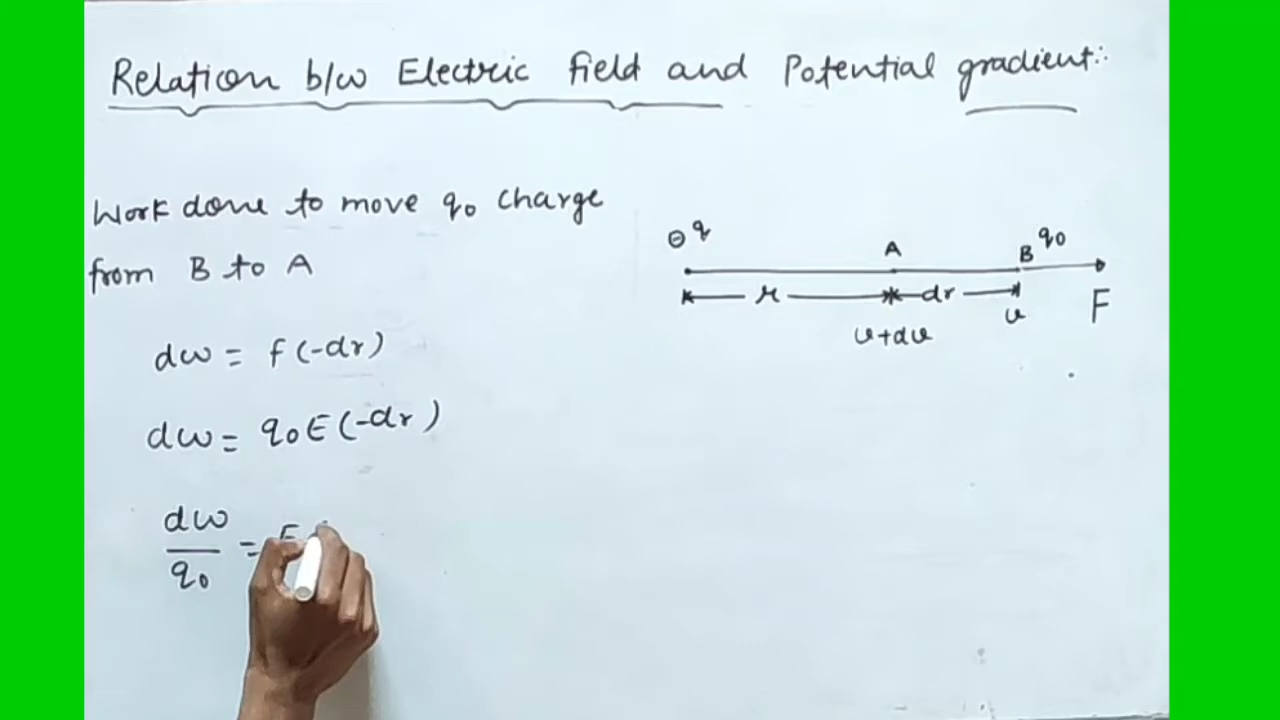 Relation b/w Electric field and Potential gradient:-
Work done to move q₀ charge
from B to A
dw = f(-dr)
dw = q₀E(-dr)
dw
q₀
= E
q
A
B q₀
r
dr
v
v+dv
F